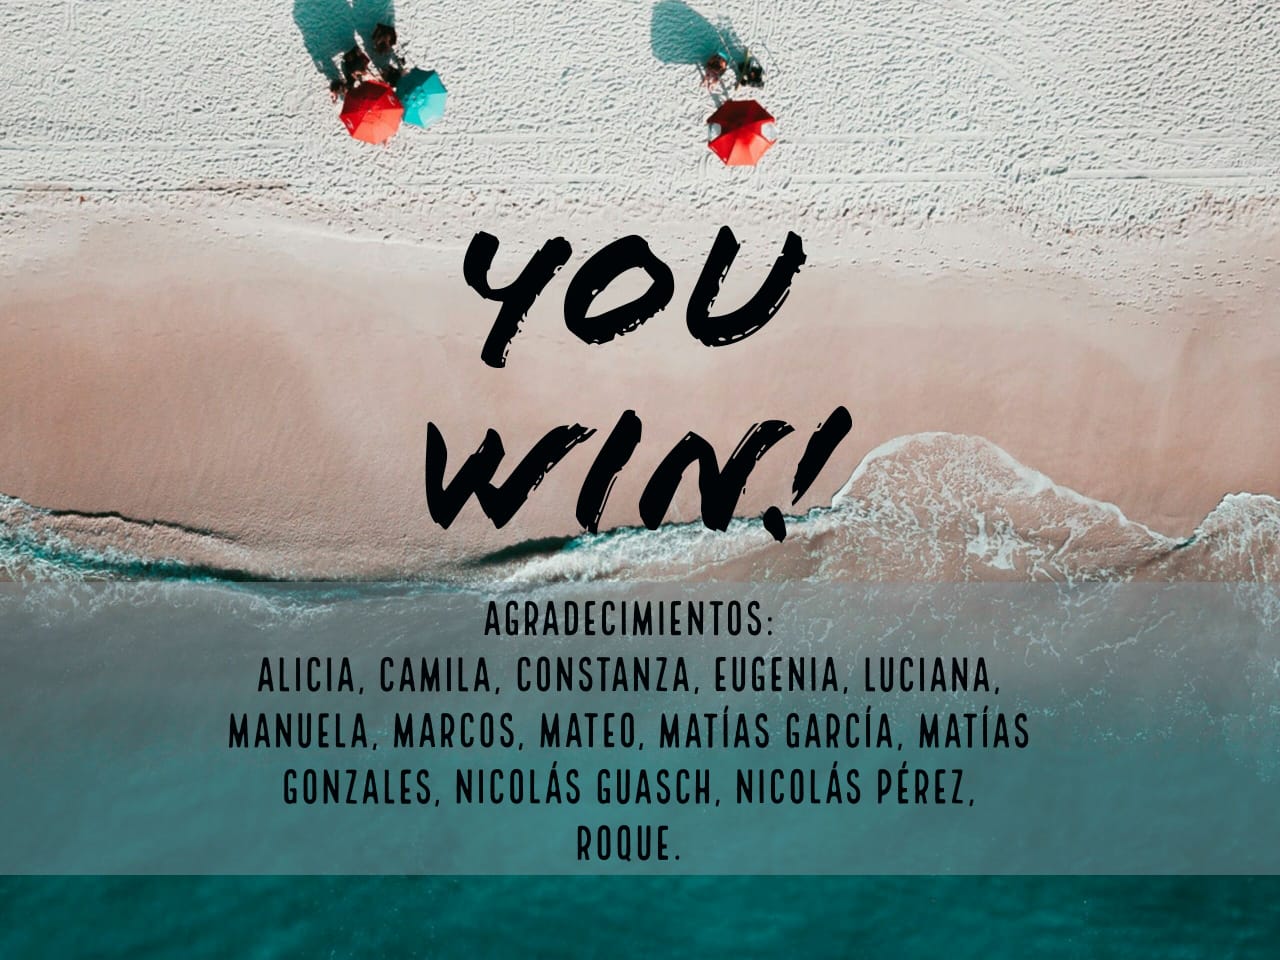 YOU
WIN!
AGRADECIMIENTOS:
ALICIA, CAMILA, CONSTANZA, EUGENIA, LUCIANA,
MANUELA, MARCOS, MATEO, MATÍAS GARCÍA, MATÍAS
GONZALES, NICOLÁS GUASCH, NICOLÁS PÉREZ,
ROQUE.